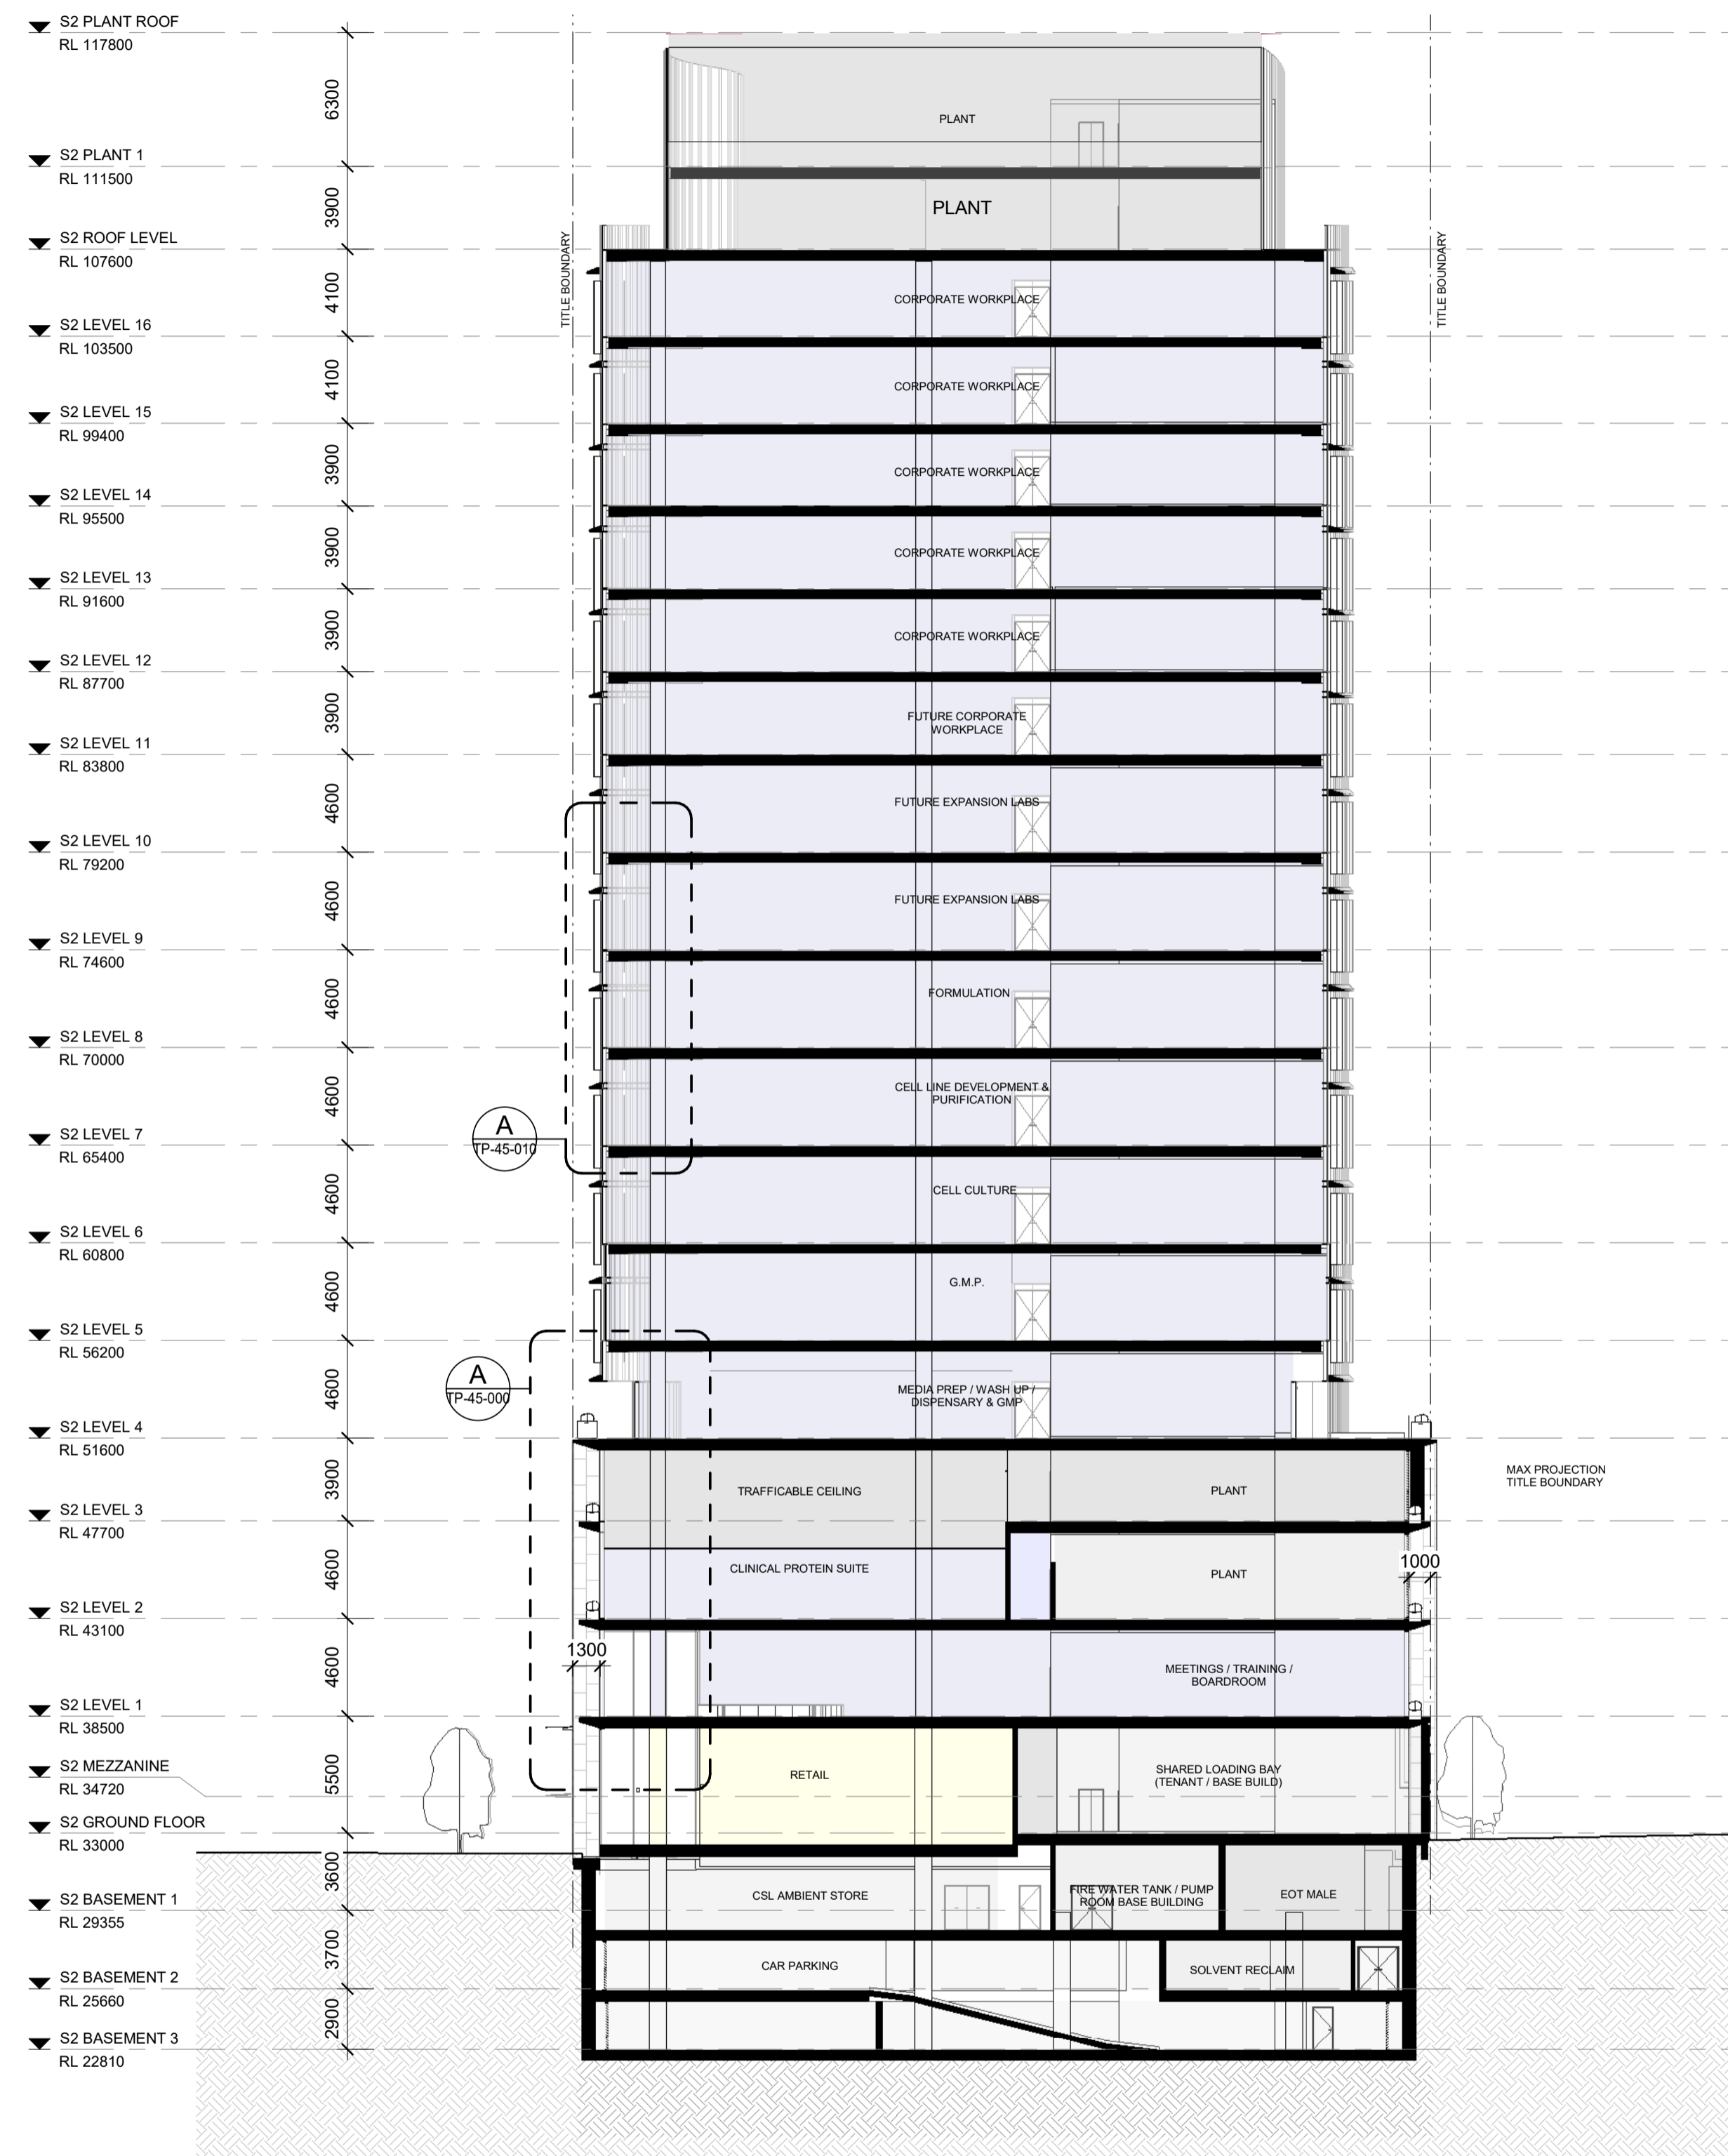 S2 PLANT ROOF
RL 117800
6300
PLANT
S2 PLANT 1
RL 111500
3900
PLANT
S2 ROOF LEVEL
RL 107600
TITLE BOUNDARY
TITLE BOUNDARY
4100
CORPORATE WORKPLACE
S2 LEVEL 16
RL 103500
4100
CORPORATE WORKPLACE
S2 LEVEL 15
RL 99400
3900
CORPORATE WORKPLACE
S2 LEVEL 14
RL 95500
3900
CORPORATE WORKPLACE
S2 LEVEL 13
RL 91600
3900
CORPORATE WORKPLACE
S2 LEVEL 12
RL 87700
3900
FUTURE CORPORATE
WORKPLACE
S2 LEVEL 11
RL 83800
4600
FUTURE EXPANSION LABS
S2 LEVEL 10
RL 79200
4600
FUTURE EXPANSION LABS
S2 LEVEL 9
RL 74600
4600
FORMULATION
S2 LEVEL 8
RL 70000
4600
CELL LINE DEVELOPMENT &
PURIFICATION
A
TP-45-010
S2 LEVEL 7
RL 65400
4600
CELL CULTURE
S2 LEVEL 6
RL 60800
4600
G.M.P.
S2 LEVEL 5
RL 56200
4600
A
TP-45-000
MEDIA PREP / WASH UP /
DISPENSARY & GMP
S2 LEVEL 4
RL 51600
3900
TRAFFICABLE CEILING
PLANT
MAX PROJECTION
TITLE BOUNDARY
S2 LEVEL 3
RL 47700
4600
CLINICAL PROTEIN SUITE
PLANT
1000
S2 LEVEL 2
RL 43100
4600
1300
MEETINGS / TRAINING /
BOARDROOM
S2 LEVEL 1
RL 38500
5500
S2 MEZZANINE
RL 34720
RETAIL
SHARED LOADING BAY
(TENANT / BASE BUILD)
S2 GROUND FLOOR
RL 33000
3600
CSL AMBIENT STORE
FIRE WATER TANK / PUMP
ROOM BASE BUILDING
EOT MALE
S2 BASEMENT 1
RL 29355
3700
CAR PARKING
SOLVENT RECLAIM
S2 BASEMENT 2
RL 25660
2900
S2 BASEMENT 3
RL 22810